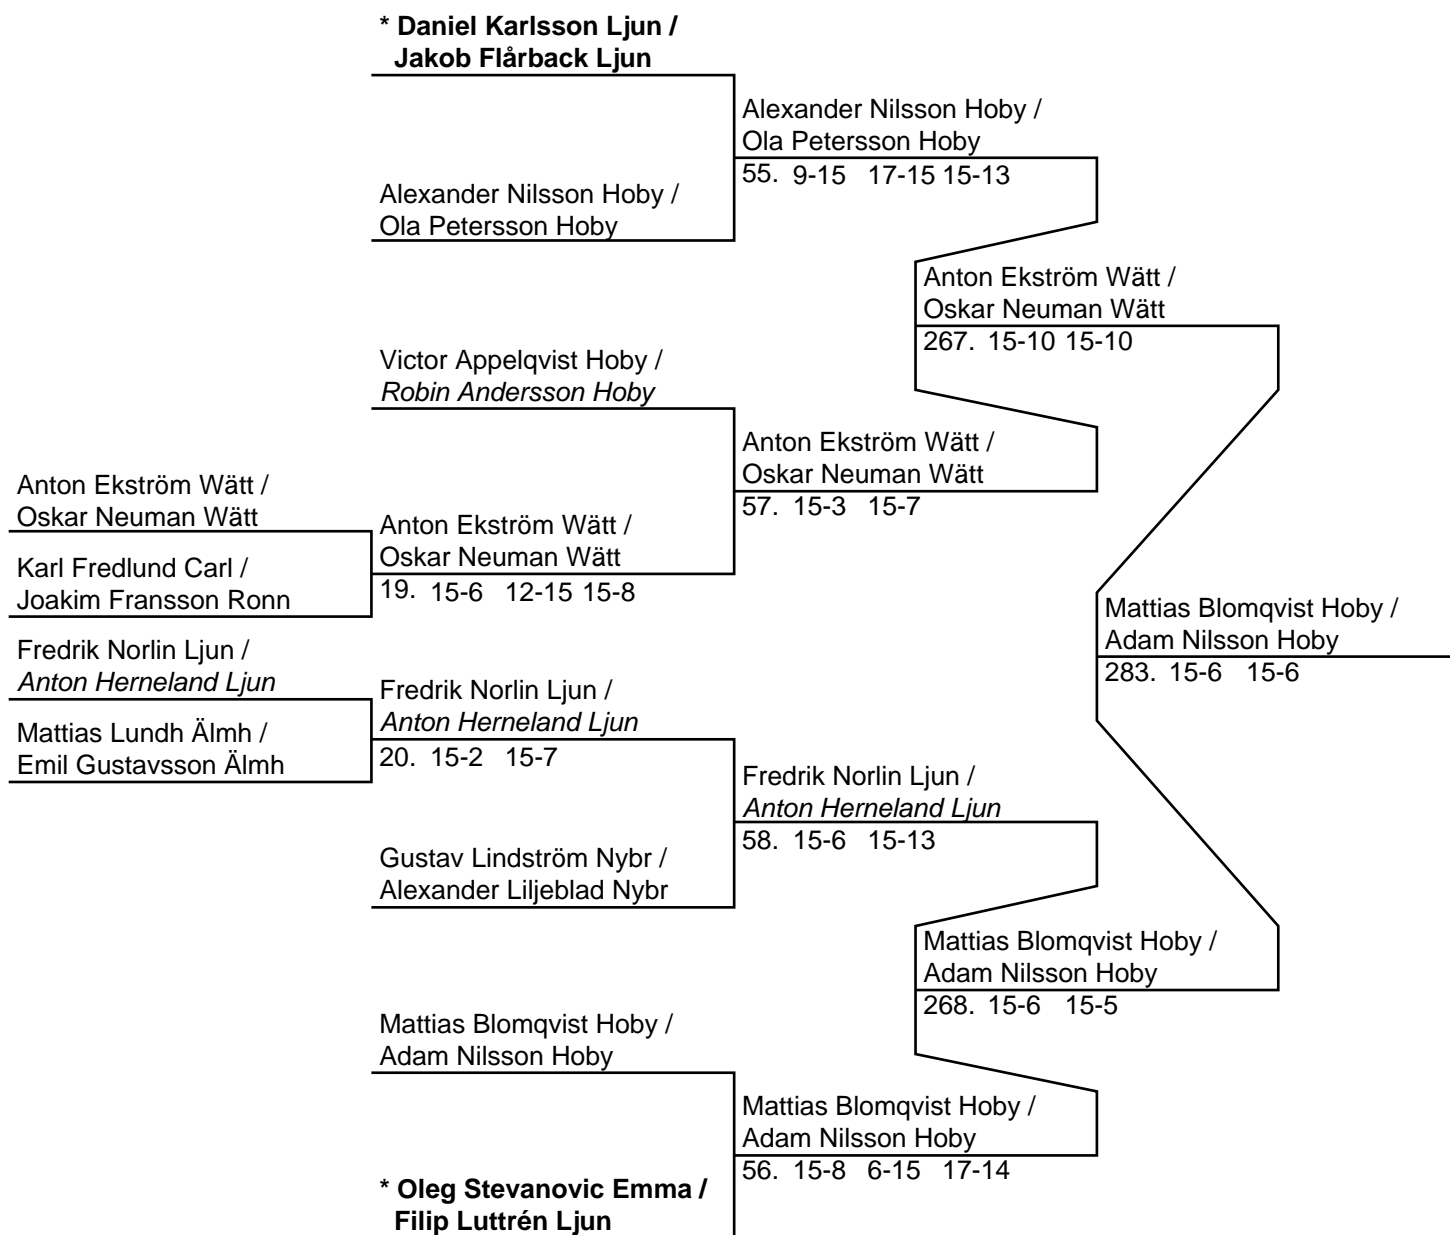 * Daniel Karlsson Ljun /
Jakob Flårback Ljun
Alexander Nilsson Hoby /
Ola Petersson Hoby
55. 9-15 17-15 15-13
Alexander Nilsson Hoby /
Ola Petersson Hoby
Anton Ekström Wätt /
Oskar Neuman Wätt
267. 15-10 15-10
Victor Appelqvist Hoby /
Robin Andersson Hoby
Anton Ekström Wätt /
Oskar Neuman Wätt
57. 15-3 15-7
Anton Ekström Wätt /
Oskar Neuman Wätt
Anton Ekström Wätt /
Oskar Neuman Wätt
19. 15-6 12-15 15-8
Karl Fredlund Carl /
Joakim Fransson Ronn
Mattias Blomqvist Hoby /
Adam Nilsson Hoby
283. 15-6 15-6
Fredrik Norlin Ljun /
Anton Herneland Ljun
Fredrik Norlin Ljun /
Anton Herneland Ljun
20. 15-2 15-7
Mattias Lundh Älmh /
Emil Gustavsson Älmh
Fredrik Norlin Ljun /
Anton Herneland Ljun
58. 15-6 15-13
Gustav Lindström Nybr /
Alexander Liljeblad Nybr
Mattias Blomqvist Hoby /
Adam Nilsson Hoby
268. 15-6 15-5
Mattias Blomqvist Hoby /
Adam Nilsson Hoby
Mattias Blomqvist Hoby /
Adam Nilsson Hoby
56. 15-8 6-15 17-14
* Oleg Stevanovic Emma /
Filip Luttrén Ljun